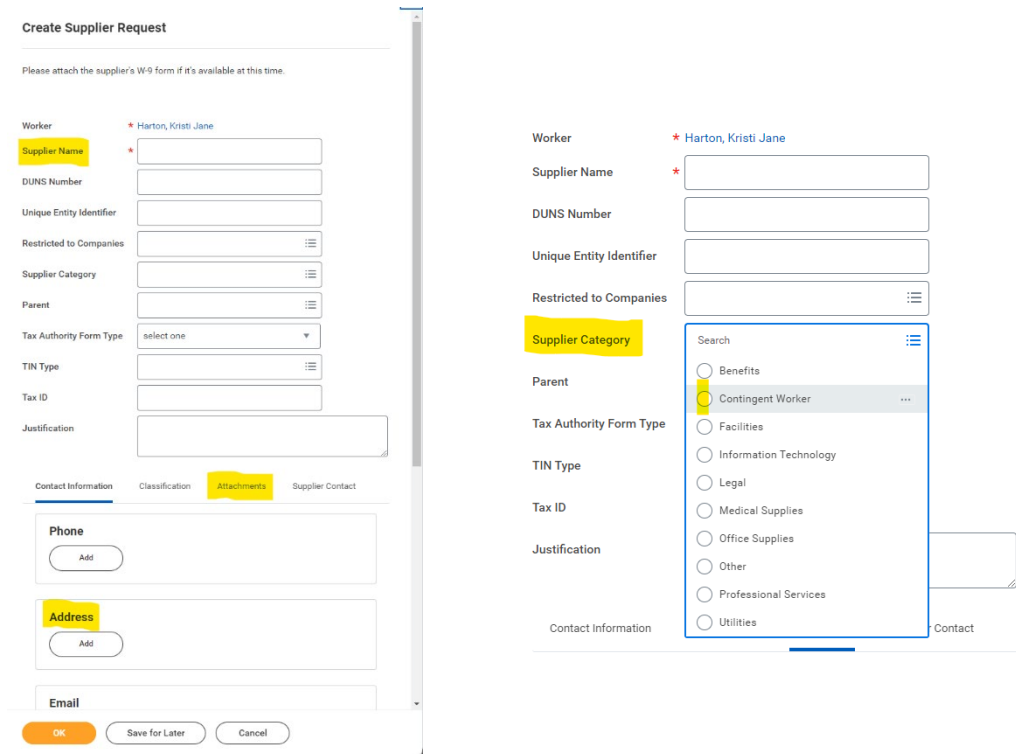 Create Supplier Request
Please attach the supplier's W-9 form if it's available at this time.
Worker * Harton, Kristi Jane
Supplier Name *
DUNS Number
Unique Entity Identifier
Restricted to Companies
Supplier Category
Parent
Tax Authority Form Type select one
TIN Type
Tax ID
Justification
Contact Information Classification Attachments Supplier Contact
Phone
Add
Address
Add
Email
OK Save for Later Cancel
Worker * Harton, Kristi Jane
Supplier Name *
DUNS Number
Unique Entity Identifier
Restricted to Companies
Supplier Category Search
Benefits
Parent
Contingent Worker
Tax Authority Form Type
Facilities
Information Technology
TIN Type
Legal
Tax ID
Medical Supplies
Office Supplies
Justification
Other
Professional Services
Utilities
Contact Information Contact